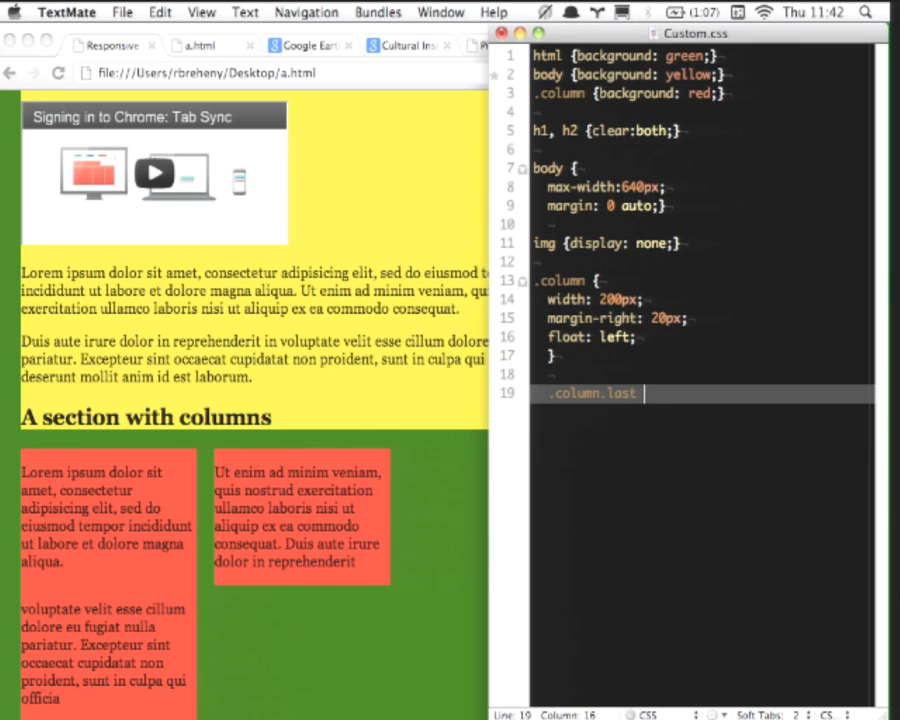 TextMate File Edit View Text Navigation Bundles Window Help (1:07) Thu 11:42
Responsive a.html Google Eart Cultural Ins
file:///Users/rbreheny/Desktop/a.html
Signing in to Chrome: Tab Sync
Lorem ipsum dolor sit amet, consectetur adipisicing elit, sed do eiusmod t
incididunt ut labore et dolore magna aliqua. Ut enim ad minim veniam, qu
exercitation ullamco laboris nisi ut aliquip ex ea commodo consequat.
Duis aute irure dolor in reprehenderit in voluptate velit esse cillum dolore
pariatur. Excepteur sint occaecat cupidatat non proident, sunt in culpa qui
deserunt mollit anim id est laborum.
A section with columns
Lorem ipsum dolor sit
amet, consectetur
adipisicing elit, sed do
eiusmod tempor incididunt
ut labore et dolore magna
aliqua.
voluptate velit esse cillum
dolore eu fugiat nulla
pariatur. Excepteur sint
occaecat cupidatat non
proident, sunt in culpa qui
officia
Ut enim ad minim veniam,
quis nostrud exercitation
ullamco laboris nisi ut
aliquip ex ea commodo
consequat. Duis aute irure
dolor in reprehenderit
Custom.css
1 html {background: green;}
2 body {background: yellow;}
3 .column {background: red;}
4
5 h1, h2 {clear:both;}
6
7 body {
8 max-width:640px;
9 margin: 0 auto;}
10
11 img {display: none;}
12
13 .column {
14 width: 200px;
15 margin-right: 20px;
16 float: left;
17 }
18
19 .column.last
Line: 19 Column: 16 CSS Soft Tabs: 2 CS...